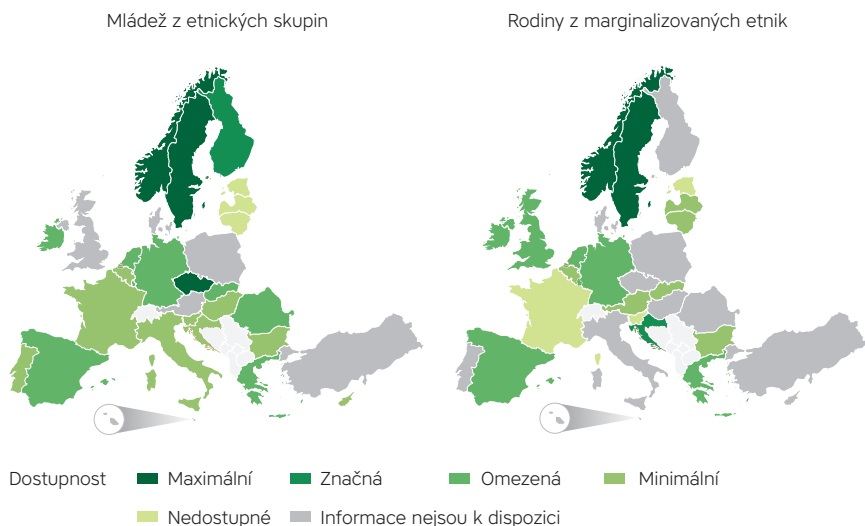 Mládež z etnických skupin
Rodiny z marginalizovaných etnik
Dostupnost Maximální Značná Omezená Minimální
Nedostupné Informace nejsou k dispozici